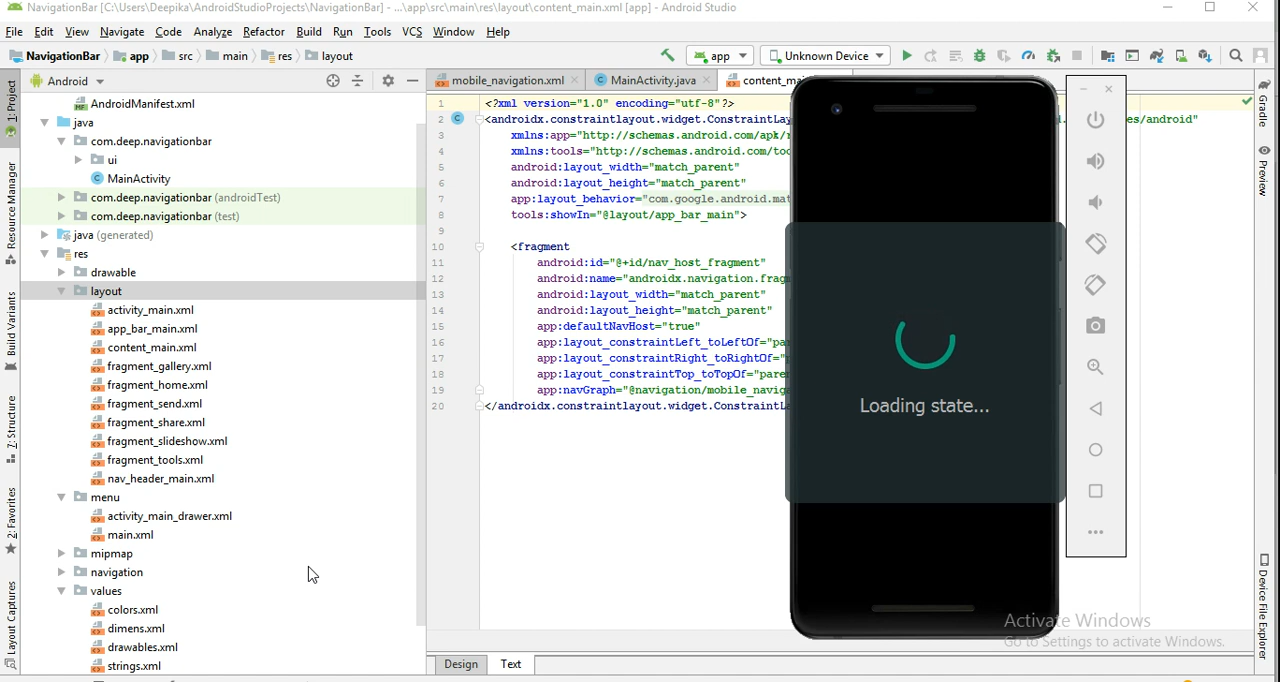 NavigationBar [C:\Users\Deepika\AndroidStudioProjects\NavigationBar] - ...\app\src\main\res\layout\content_main.xml [app] - Android Studio
File Edit View Navigate Code Analyze Refactor Build Run Tools VCS Window Help
NavigationBar app src main res layout
app Unknown Device
Android
mobile_navigation.xml MainActivity.java content_ma
1: Project
Resource Manager
Build Variants
Z: Structure
2: Favorites
Layout Captures
AndroidManifest.xml
java
com.deep.navigationbar
ui
MainActivity
com.deep.navigationbar (androidTest)
com.deep.navigationbar (test)
java (generated)
res
drawable
layout
activity_main.xml
app_bar_main.xml
content_main.xml
fragment_gallery.xml
fragment_home.xml
fragment_send.xml
fragment_share.xml
fragment_slideshow.xml
fragment_tools.xml
nav_header_main.xml
menu
activity_main_drawer.xml
main.xml
mipmap
navigation
values
colors.xml
dimens.xml
drawables.xml
strings.xml
1 <?xml version="1.0" encoding="utf-8"?>
2 <androidx.constraintlayout.widget.ConstraintLay es/android"
3 xmlns:app="http://schemas.android.com/apk/r
4 xmlns:tools="http://schemas.android.com/too
5 android:layout_width="match_parent"
6 android:layout_height="match_parent"
7 app:layout_behavior="com.google.android.mat
8 tools:showIn="@layout/app_bar_main">
9
10 <fragment
11 android:id="@+id/nav_host_fragment"
12 android:name="androidx.navigation.frag
13 android:layout_width="match_parent"
14 android:layout_height="match_parent"
15 app:defaultNavHost="true"
16 app:layout_constraintLeft_toLeftOf="pa
17 app:layout_constraintRight_toRightOf="
18 app:layout_constraintTop_toTopOf="pare
19 app:navGraph="@navigation/mobile_navig
20 </androidx.constraintlayout.widget.ConstraintLa
Loading state...
Gradle
Preview
Device File Explorer
Activate Windows
Go to Settings to activate Windows.
Design Text